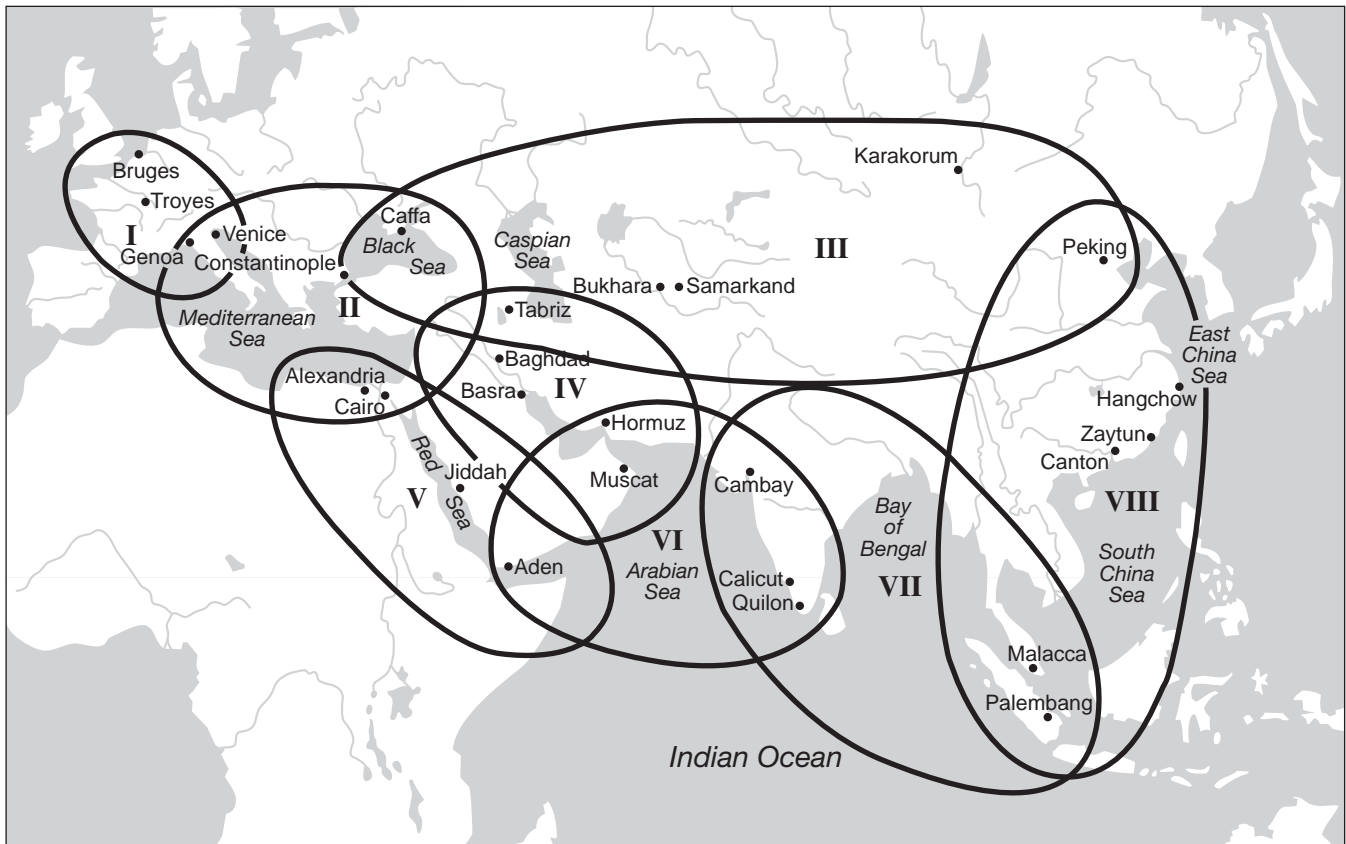 Karakorum
Bruges
Troyes
I
Genoa
Venice
Constantinople
Caffa
Black
Sea
Caspian
Sea
III
Peking
Bukhara
Samarkand
II
Mediterranean
Sea
Tabriz
Baghdad
IV
Basra
East
China
Sea
Hangchow
Alexandria
Cairo
Hormuz
Muscat
Zaytun
Canton
Red
Sea
Jiddah
V
Cambay
Bay
of
Bengal
VII
VIII
South
China
Sea
VI
Arabian
Sea
Aden
Calicut
Quilon
Malacca
Palembang
Indian Ocean